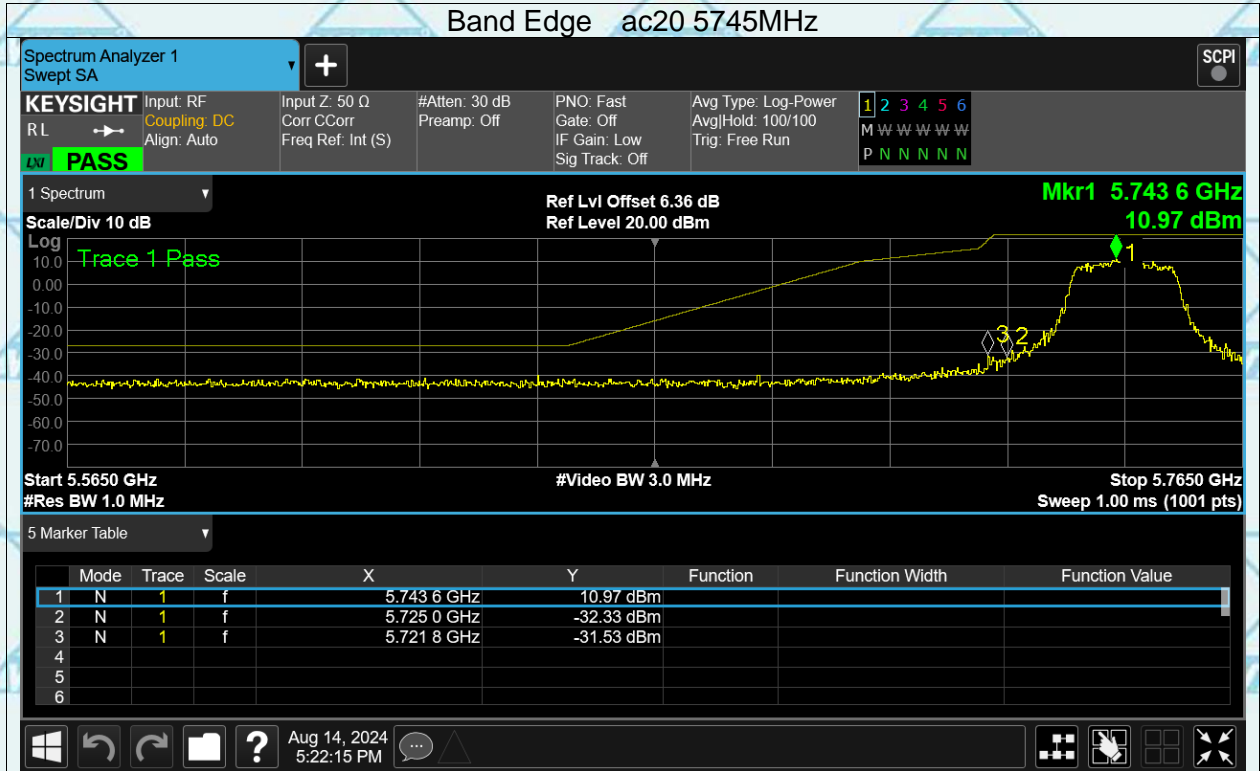 Band Edge ac20 5745MHz
Spectrum Analyzer 1
Swept SA
+
SCPI
KEYSIGHT
RL
LXI
PASS
Input: RF
Coupling: DC
Align: Auto
Input Z: 50 Ω
Corr CCorr
Freq Ref: Int (S)
#Atten: 30 dB
Preamp: Off
PNO: Fast
Gate: Off
IF Gain: Low
Sig Track: Off
Avg Type: Log-Power
Avg|Hold: 100/100
Trig: Free Run
1 2 3 4 5 6
M W W W W W
P N N N N N
1 Spectrum
Scale/Div 10 dB
Ref Lvl Offset 6.36 dB
Ref Level 20.00 dBm
Mkr1 5.743 6 GHz
10.97 dBm
Log
Trace 1 Pass
10.0
0.00
-10.0
-20.0
-30.0
-40.0
-50.0
-60.0
-70.0
1
3 2
Start 5.5650 GHz
#Video BW 3.0 MHz
Stop 5.7650 GHz
#Res BW 1.0 MHz
Sweep 1.00 ms (1001 pts)
5 Marker Table
Mode Trace Scale X Y Function Function Width Function Value
1 N 1 f 5.743 6 GHz 10.97 dBm
2 N 1 f 5.725 0 GHz -32.33 dBm
3 N 1 f 5.721 8 GHz -31.53 dBm
4
5
6
?
Aug 14, 2024
5:22:15 PM